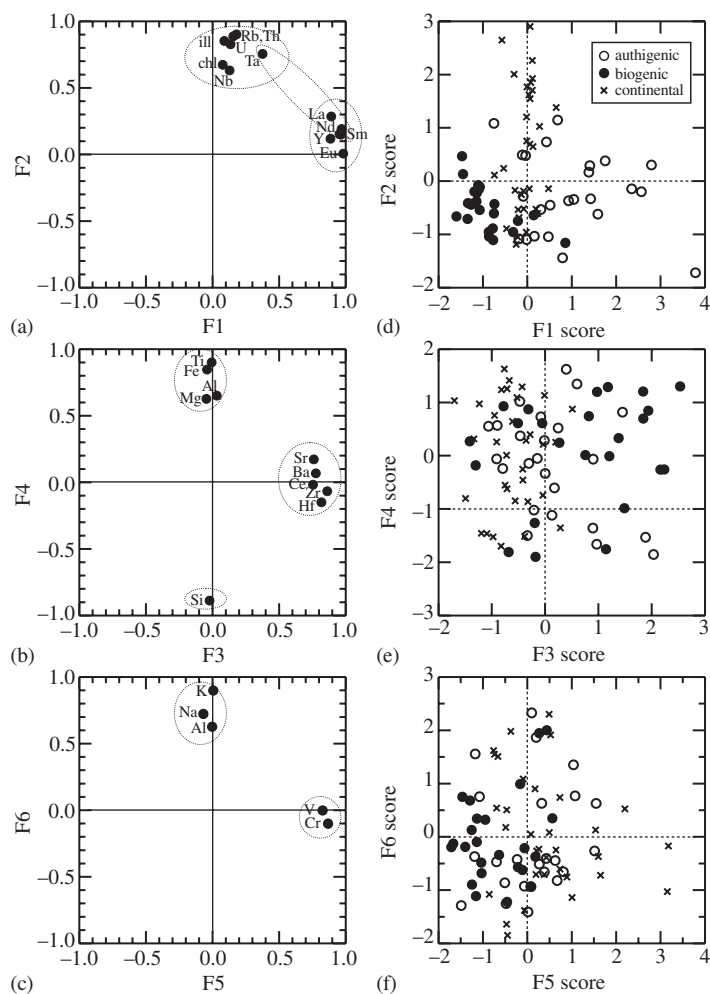 1.0
0.5
0.0
−0.5
−1.0
−1.0 −0.5 0.0 0.5 1.0
F2
F1
(a)
ill
Rb,Th
U
Ta
chl
Nb
La
Nd
Sm
Y
Eu
3
2
1
0
−1
−2
−2 −1 0 1 2 3 4
F2 score
F1 score
(d)
authigenic
biogenic
continental
1.0
0.5
0.0
−0.5
−1.0
−1.0 −0.5 0.0 0.5 1.0
F4
F3
(b)
Ti
Fe
Al
Mg
Sr
Ba
Ce
Zr
Hf
Si
2
1
0
−1
−2
−3
−2 −1 0 1 2 3
F4 score
F3 score
(e)
1.0
0.5
0.0
−0.5
−1.0
−1.0 −0.5 0.0 0.5 1.0
F6
F5
(c)
K
Na
Al
V
Cr
3
2
1
0
−1
−2
−2 −1 0 1 2 3 4
F6 score
F5 score
(f)